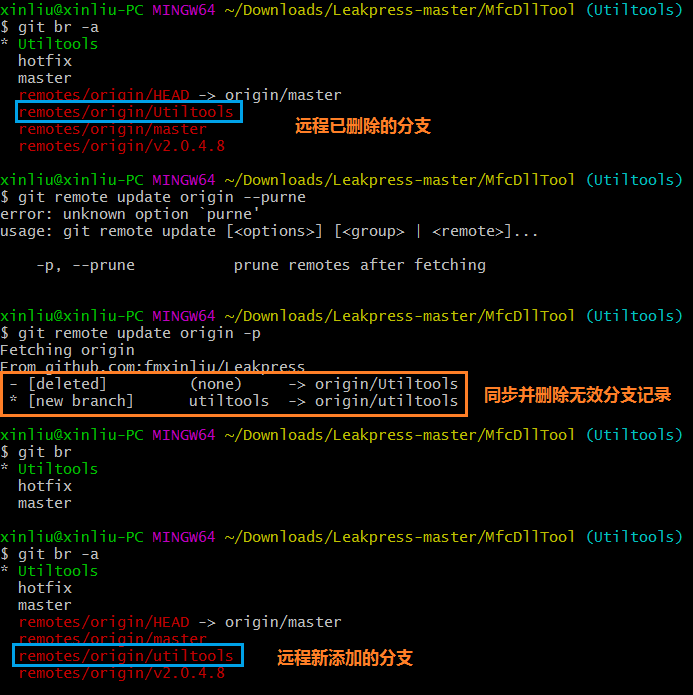 xinliu@xinliu-PC MINGW64 ~/Downloads/Leakpress-master/MfcDllTool (Utiltools)
$ git br -a
* Utiltools
hotfix
master
remotes/origin/HEAD -> origin/master
remotes/origin/Utiltools
远程已删除的分支
remotes/origin/master
remotes/origin/v2.0.4.8
xinliu@xinliu-PC MINGW64 ~/Downloads/Leakpress-master/MfcDllTool (Utiltools)
$ git remote update origin --purne
error: unknown option `purne'
usage: git remote update [<options>] [<group> | <remote>]...
-p, --prune           prune remotes after fetching
xinliu@xinliu-PC MINGW64 ~/Downloads/Leakpress-master/MfcDllTool (Utiltools)
$ git remote update origin -p
Fetching origin
From github.com:fmxinliu/Leakpress
- [deleted]         (none)     -> origin/Utiltools
* [new branch]      utiltools  -> origin/utiltools
同步并删除无效分支记录
xinliu@xinliu-PC MINGW64 ~/Downloads/Leakpress-master/MfcDllTool (Utiltools)
$ git br
* Utiltools
hotfix
master
xinliu@xinliu-PC MINGW64 ~/Downloads/Leakpress-master/MfcDllTool (Utiltools)
$ git br -a
* Utiltools
hotfix
master
remotes/origin/HEAD -> origin/master
remotes/origin/master
remotes/origin/utiltools
远程新添加的分支
remotes/origin/v2.0.4.8